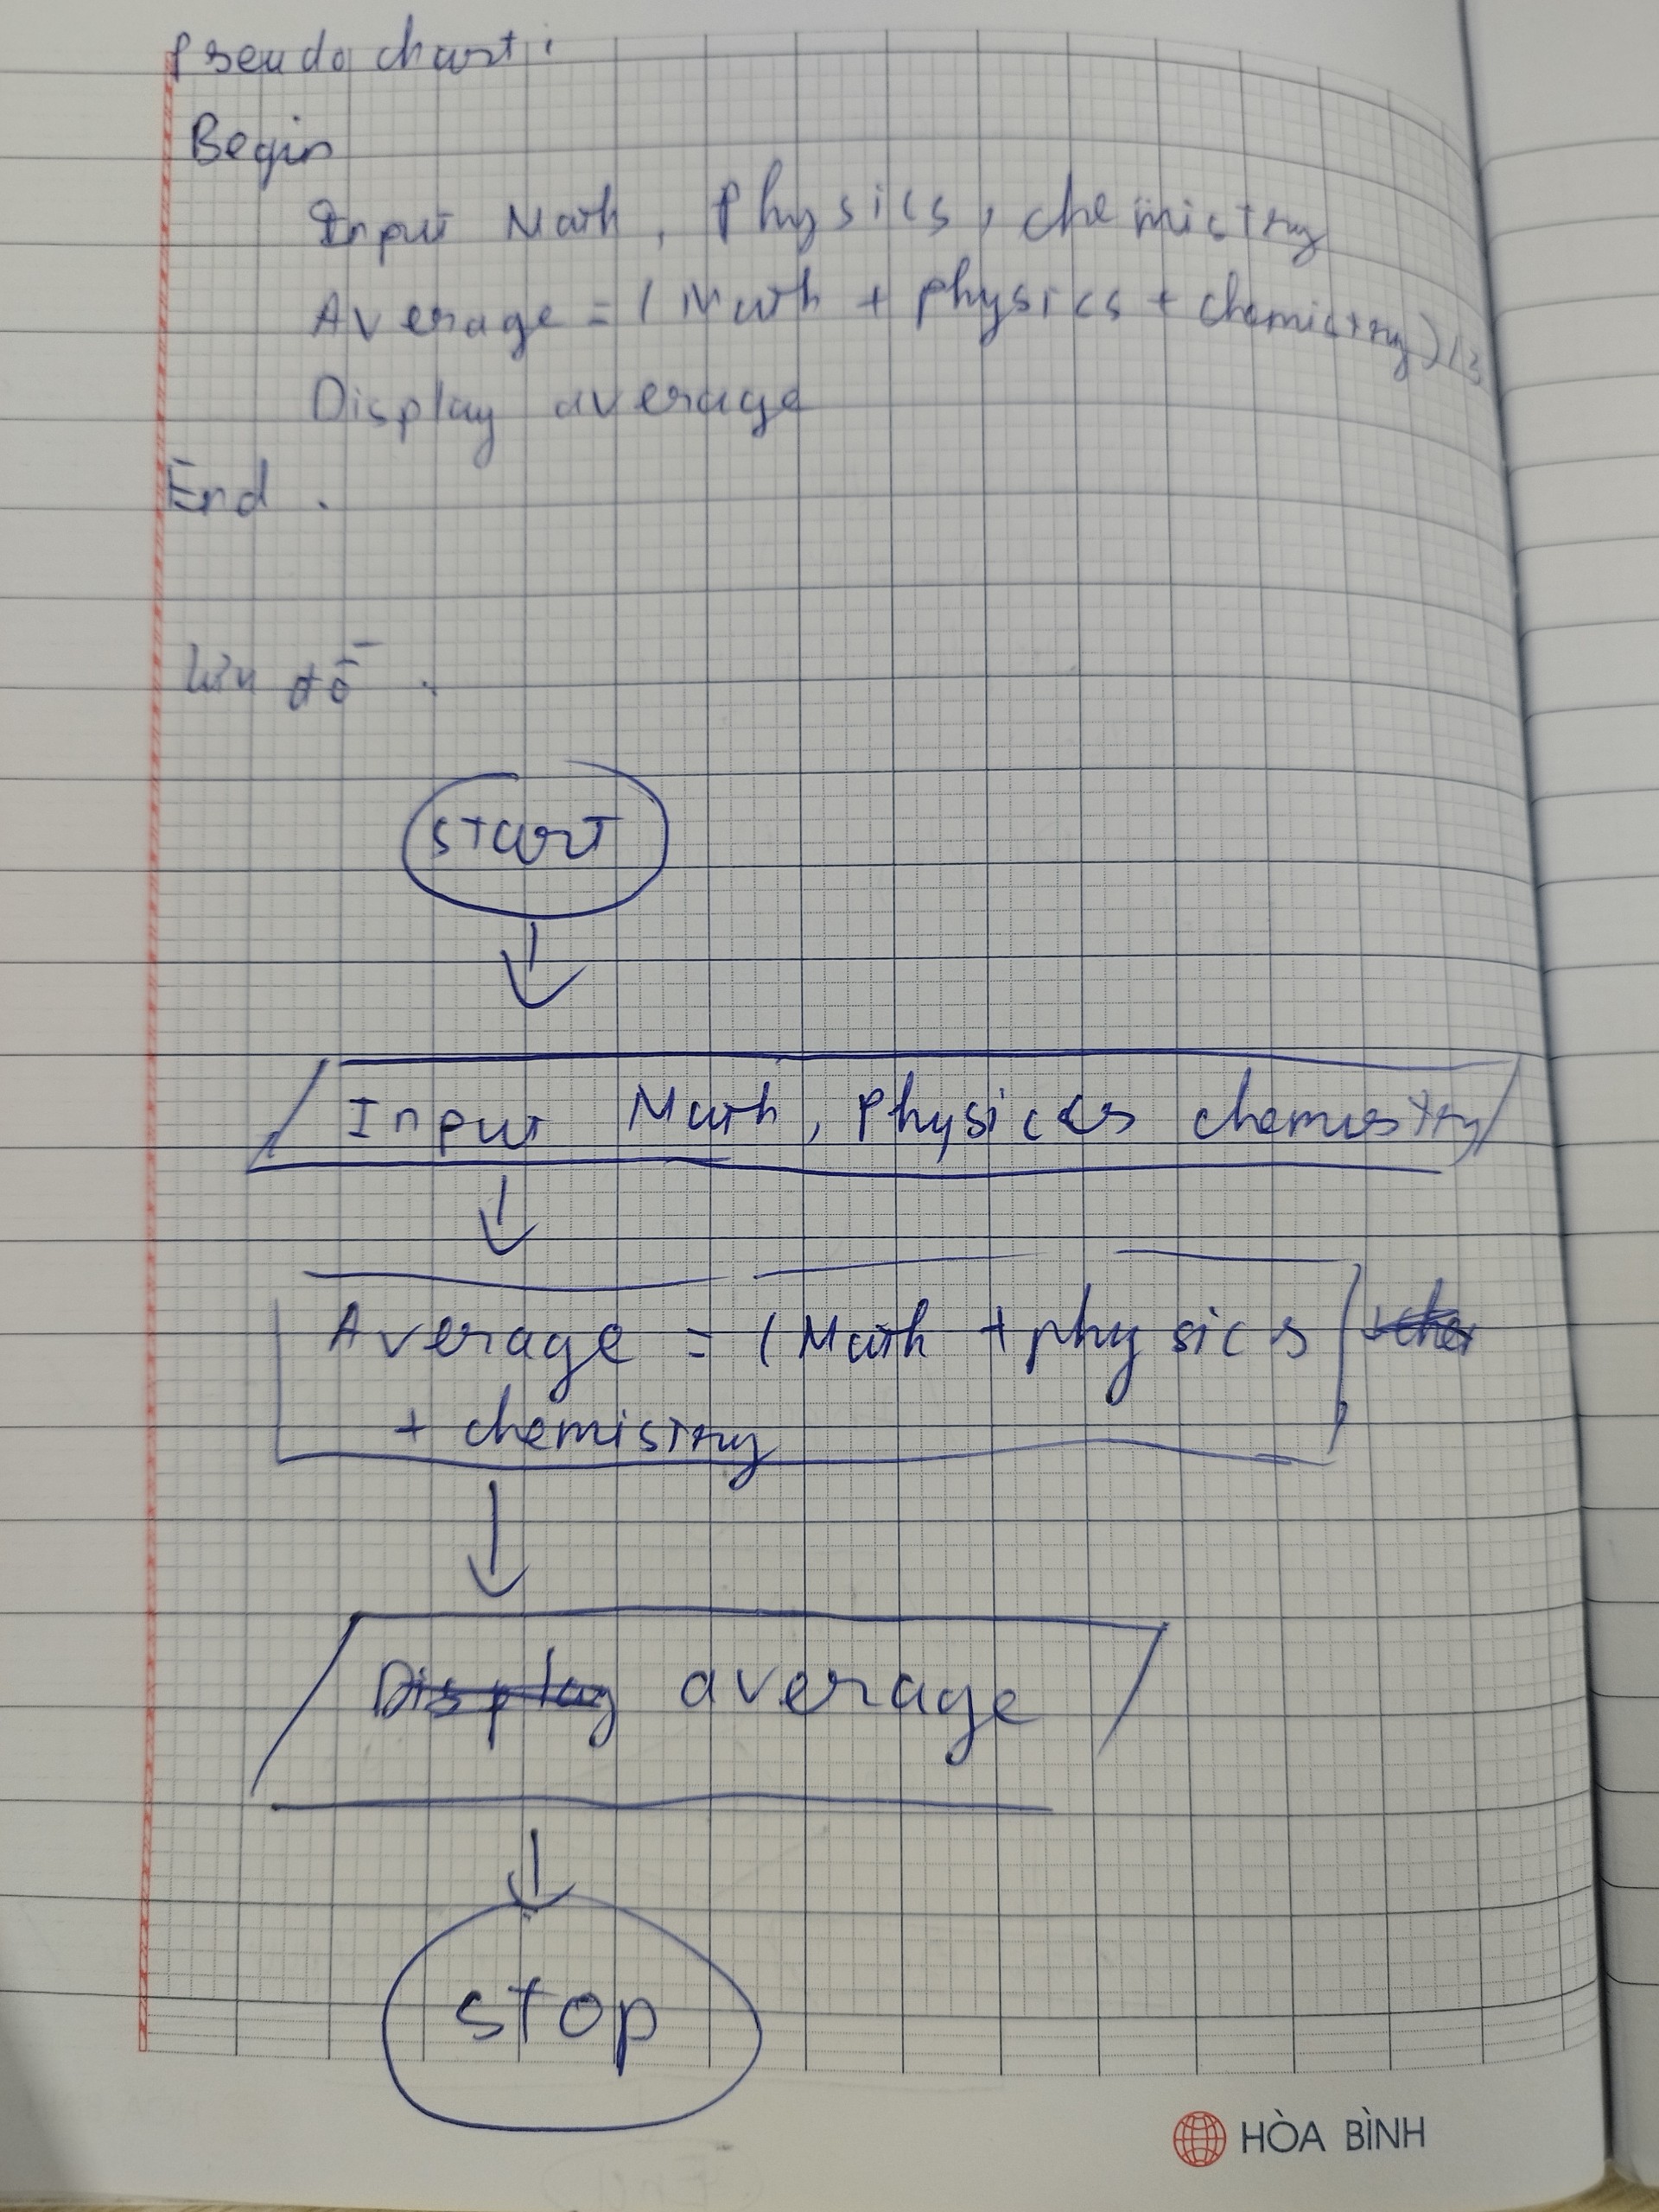 Pseudo chart:
Begin
Input Math, Physics, chemistry
Average = (Math + physics + chemistry)/3
Display average
End.
lưu đồ:
start
Input Math, Physiccs chemistry
Average = (Math + physics
+ chemistry
Display average
stop
HÒA BÌNH